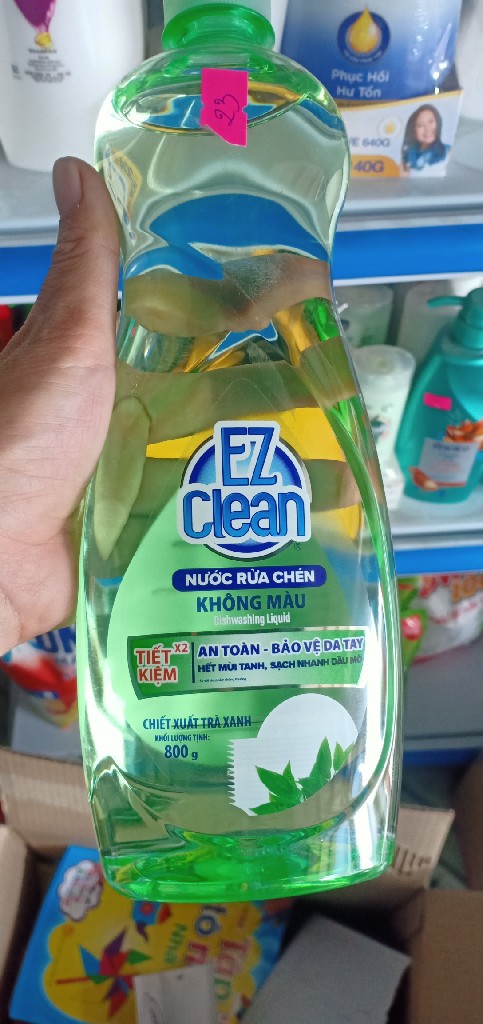 Phục Hồi
Hư Tổn
640G
40G
23
EZ
Clean
NƯỚC RỬA CHÉN
KHÔNG MÀU
Dishwashing Liquid
TIẾT X2
KIỆM
AN TOÀN - BẢO VỆ DA TAY
HẾT MÙI TANH, SẠCH NHANH DẦU MỠ
CHIẾT XUẤT TRÀ XANH
KHỐI LƯỢNG TỊNH:
800 g